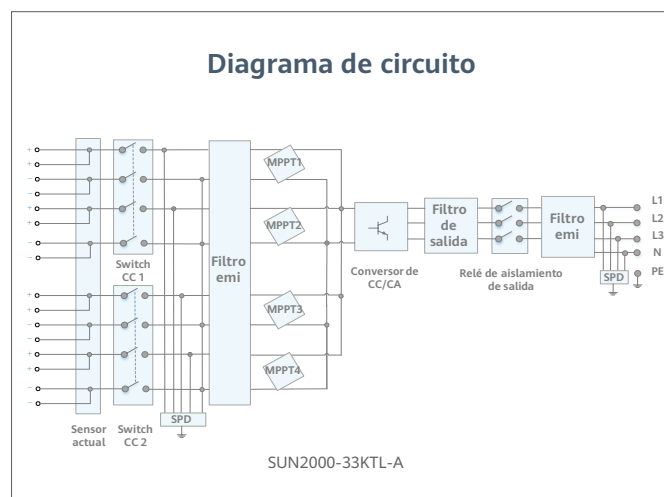 Diagrama de circuito
+
+
−
−
+
+
−
−
+
+
−
−
+
+
−
−
Sensor
actual
Switch
CC 1
Switch
CC 2
SPD
Filtro
emi
MPPT1
MPPT2
MPPT3
MPPT4
Conversor de
CC/CA
Filtro
de
salida
Relé de aislamiento
de salida
Filtro
emi
SPD
L1
L2
L3
N
PE
SUN2000-33KTL-A